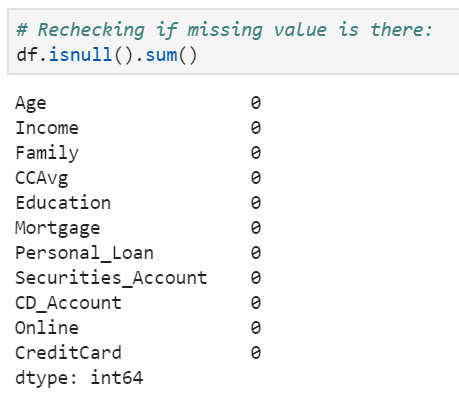 # Rechecking if missing value is there:
df.isnull().sum()
Age 0
Income 0
Family 0
CCAvg 0
Education 0
Mortgage 0
Personal_Loan 0
Securities_Account 0
CD_Account 0
Online 0
CreditCard 0
dtype: int64